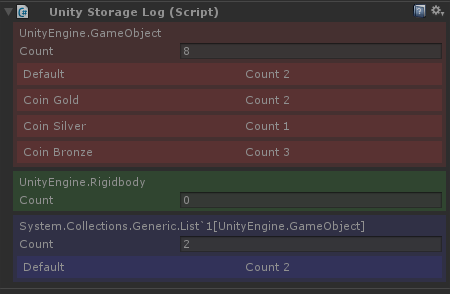 Unity Storage Log (Script)
UnityEngine.GameObject
Count 8
Default Count 2
Coin Gold Count 2
Coin Silver Count 1
Coin Bronze Count 3
UnityEngine.Rigidbody
Count 0
System.Collections.Generic.List`1[UnityEngine.GameObject]
Count 2
Default Count 2